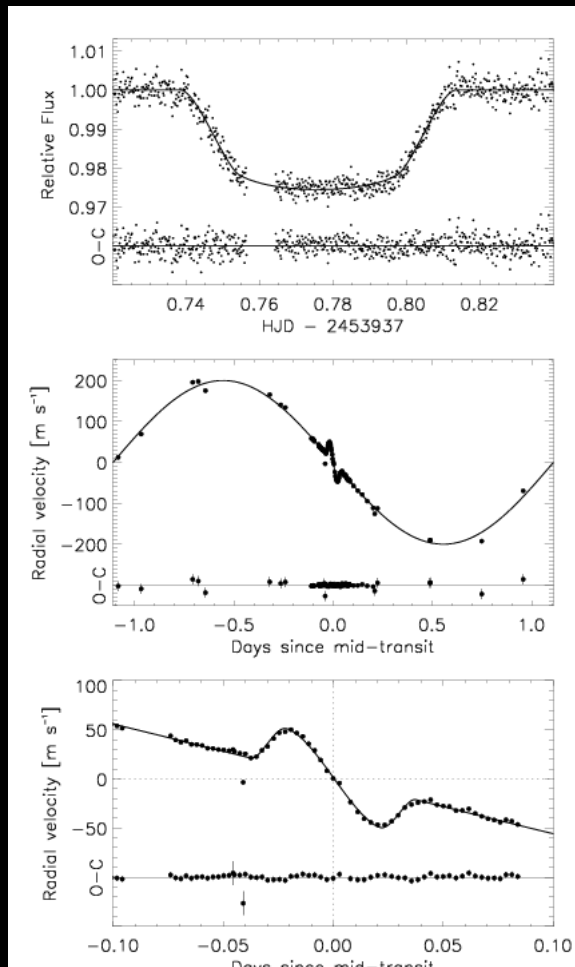 1.01
1.00
0.99
0.98
0.97
Relative Flux
O-C
0.74 0.76 0.78 0.80 0.82
HJD - 2453937
200
100
0
-100
-200
Radial velocity [m s⁻¹]
O-C
-1.0 -0.5 0.0 0.5 1.0
Days since mid-transit
100
50
0
-50
Radial velocity [m s⁻¹]
O-C
-0.10 -0.05 0.00 0.05 0.10
Days since mid-transit